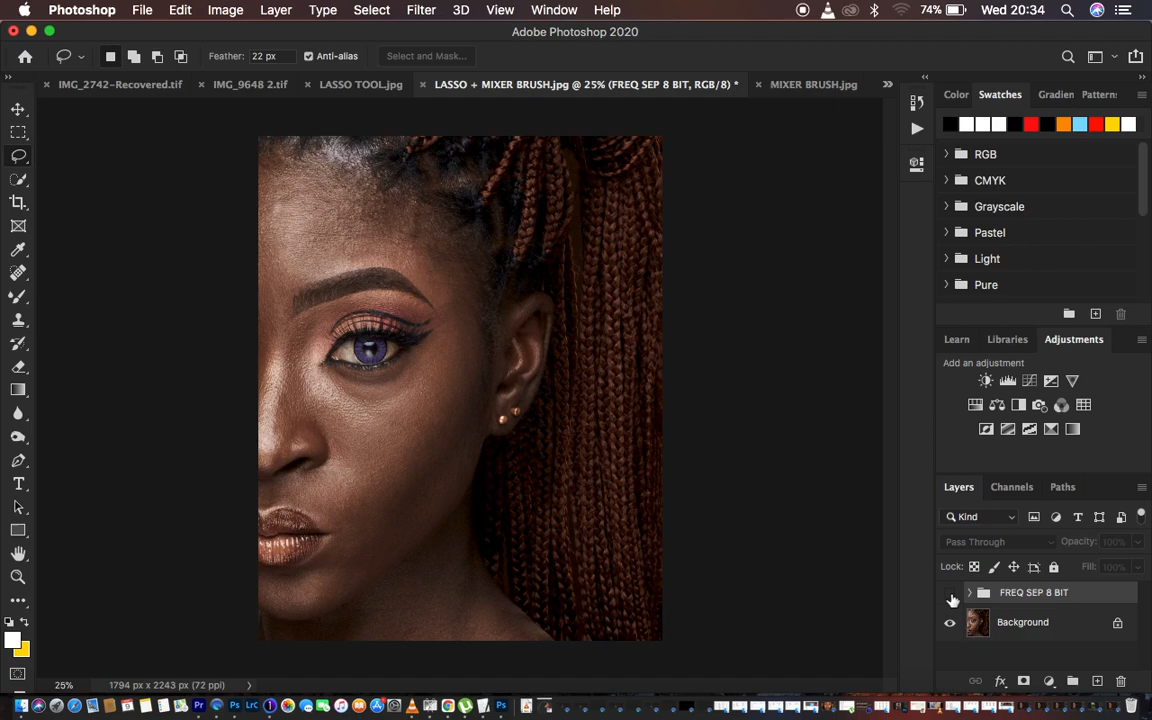 Photoshop File Edit Image Layer Type Select Filter 3D View Window Help 74% Wed 20:34
Adobe Photoshop 2020
Feather: 22 px Anti-alias Select and Mask...
IMG_2742-Recovered.tif IMG_9648 2.tif LASSO TOOL.jpg LASSO + MIXER BRUSH.jpg @ 25% (FREQ SEP 8 BIT, RGB/8) * MIXER BRUSH.jpg
Color Swatches Gradien Pattern:
RGB
CMYK
Grayscale
Pastel
Light
Pure
Learn Libraries Adjustments
Add an adjustment
Layers Channels Paths
Kind
Pass Through Opacity: 100%
Lock: Fill: 100%
FREQ SEP 8 BIT
Background
25% 1794 px x 2243 px (72 ppi)